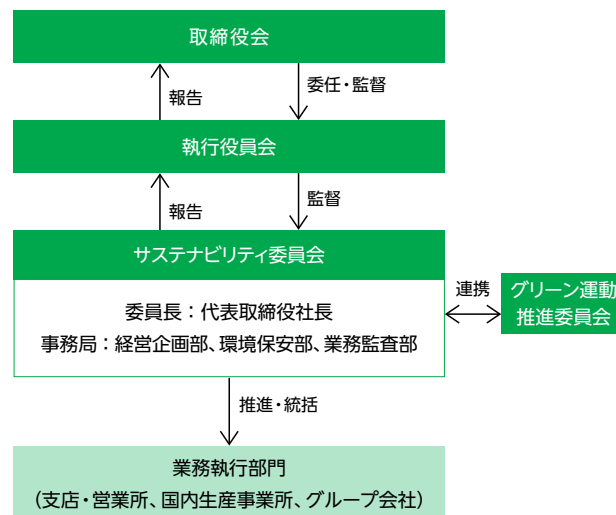 取締役会
報告
委任・監督
執行役員会
報告
監督
サステナビリティ委員会
委員長：代表取締役社長
事務局：経営企画部、環境保安部、業務監査部
連携
グリーン運動
推進委員会
推進・統括
業務執行部門
（支店・営業所、国内生産事業所、グループ会社）